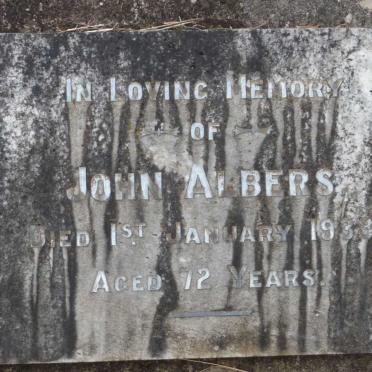 In Loving Memory
of
John Albers
Died 1st January
Aged 72 Years.